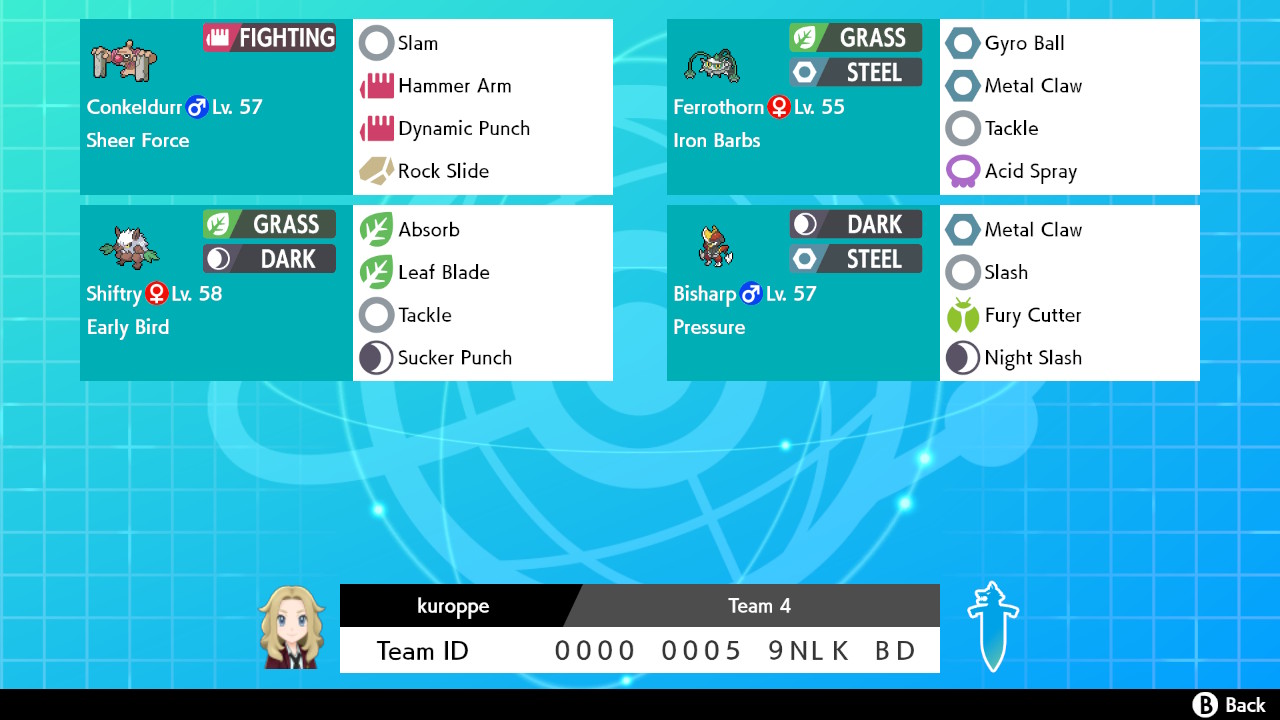 FIGHTING
Conkeldurr ♂ Lv. 57
Sheer Force
Slam
Hammer Arm
Dynamic Punch
Rock Slide
GRASS
STEEL
Ferrothorn ♀ Lv. 55
Iron Barbs
Gyro Ball
Metal Claw
Tackle
Acid Spray
GRASS
DARK
Shiftry ♀ Lv. 58
Early Bird
Absorb
Leaf Blade
Tackle
Sucker Punch
DARK
STEEL
Bisharp ♂ Lv. 57
Pressure
Metal Claw
Slash
Fury Cutter
Night Slash
kuroppe Team 4
Team ID 0000 0005 9NLK BD
B Back